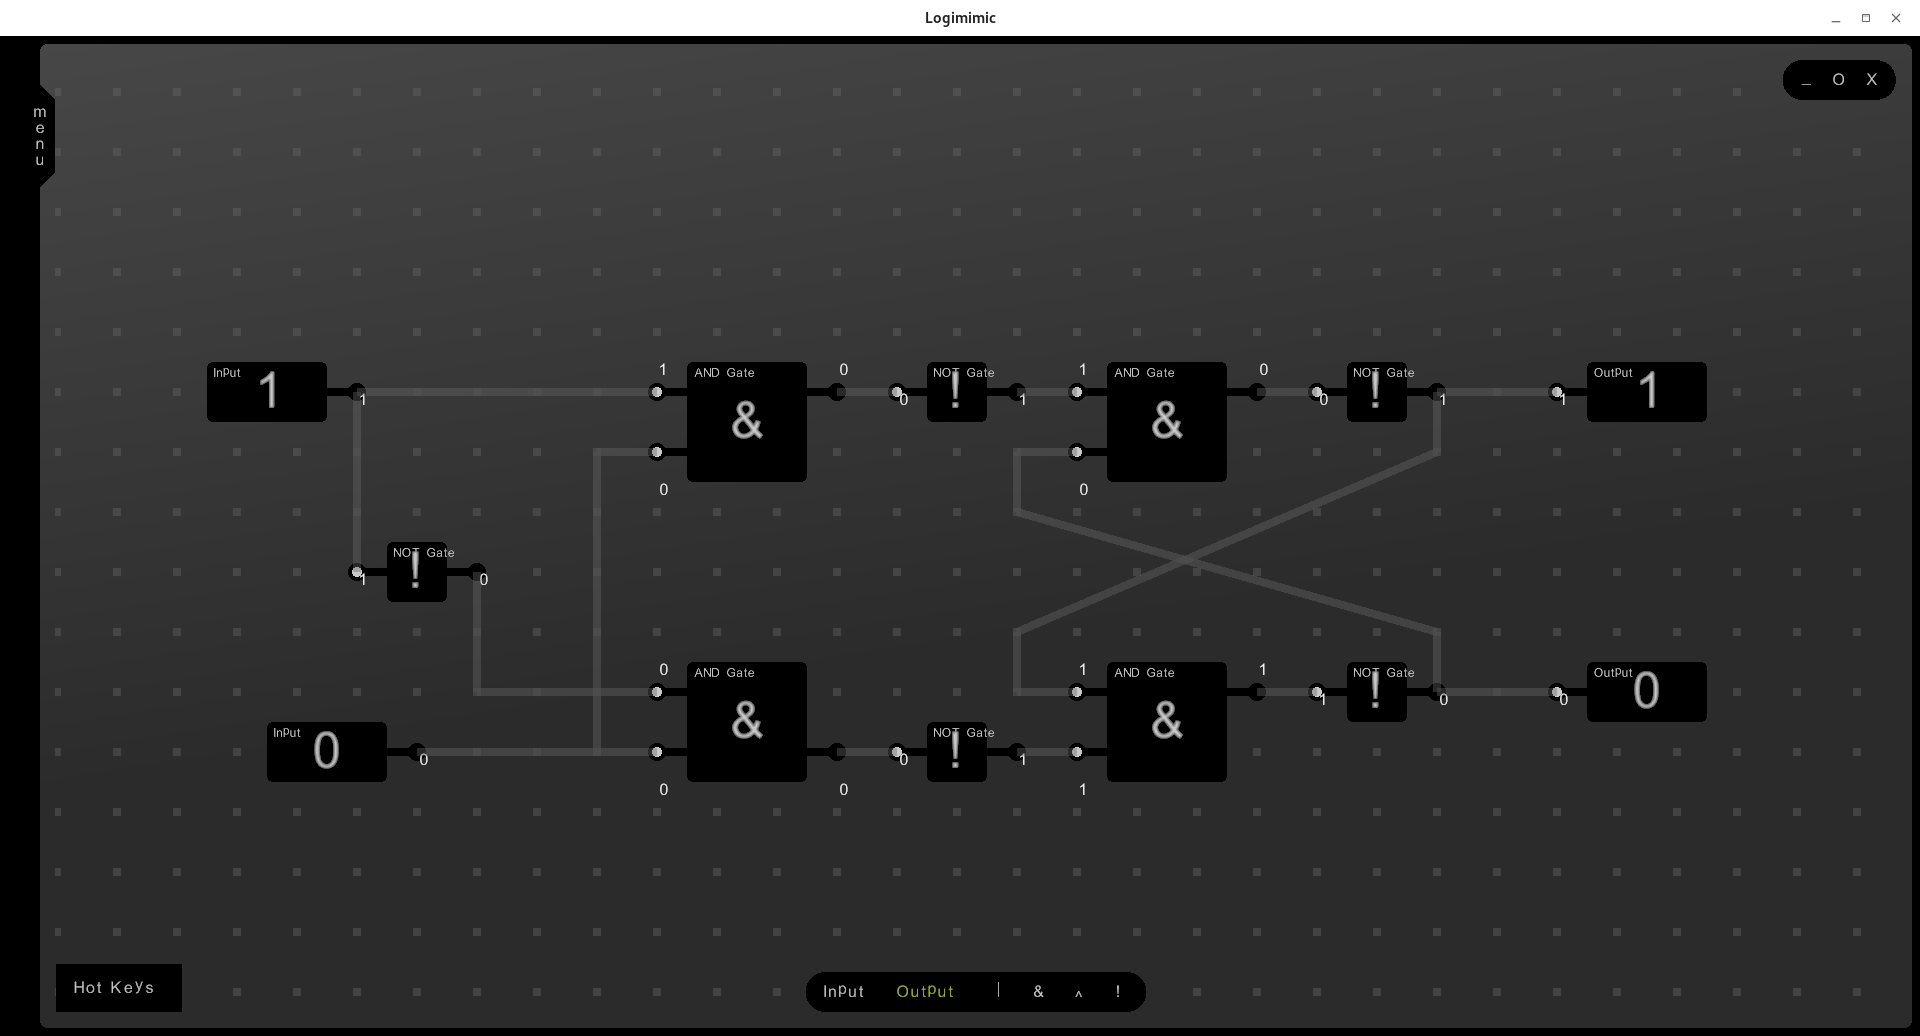 Logimimic
_ O X
menu
1 0 1 0
InPut 1 AND Gate NOT Gate ! AND Gate NOT Gate ! OutPut 1
1 0 1 0 1 1
& &
0 0
NOT Gate !
1 0
0 1 1
AND Gate AND Gate NOT Gate ! OutPut 0
1 0 0
& &
InPut 0 NOT Gate !
0 0 1
0 0 1
Hot Keys
InPut OutPut | & ^ !